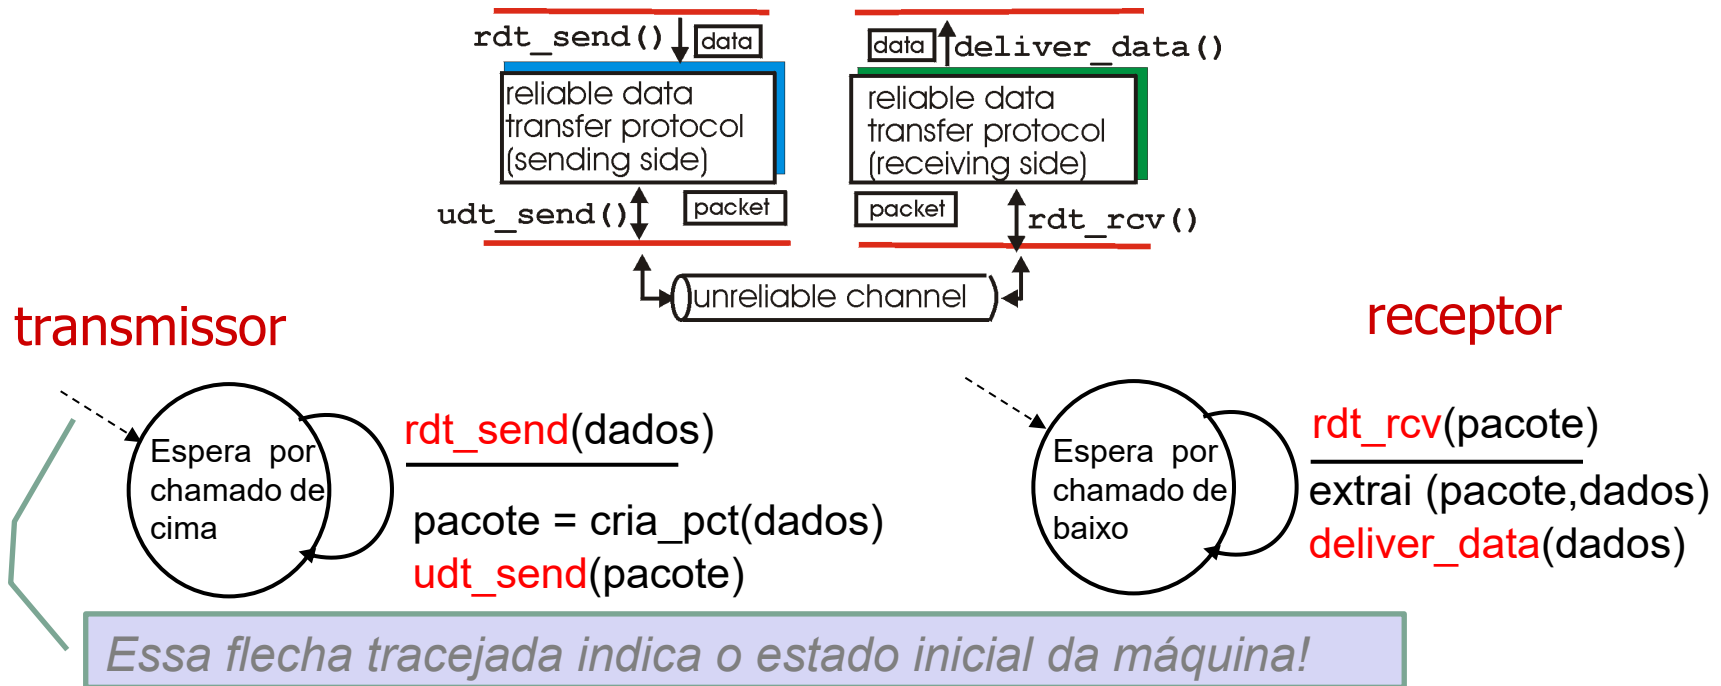 rdt_send()
data
data
deliver_data()
reliable data
transfer protocol
(sending side)
reliable data
transfer protocol
(receiving side)
udt_send()
packet
packet
rdt_rcv()
unreliable channel
transmissor
receptor
Espera por
chamado de
cima
rdt_send(dados)
pacote = cria_pct(dados)
udt_send(pacote)
Espera por
chamado de
baixo
rdt_rcv(pacote)
extrai (pacote,dados)
deliver_data(dados)
Essa flecha tracejada indica o estado inicial da máquina!